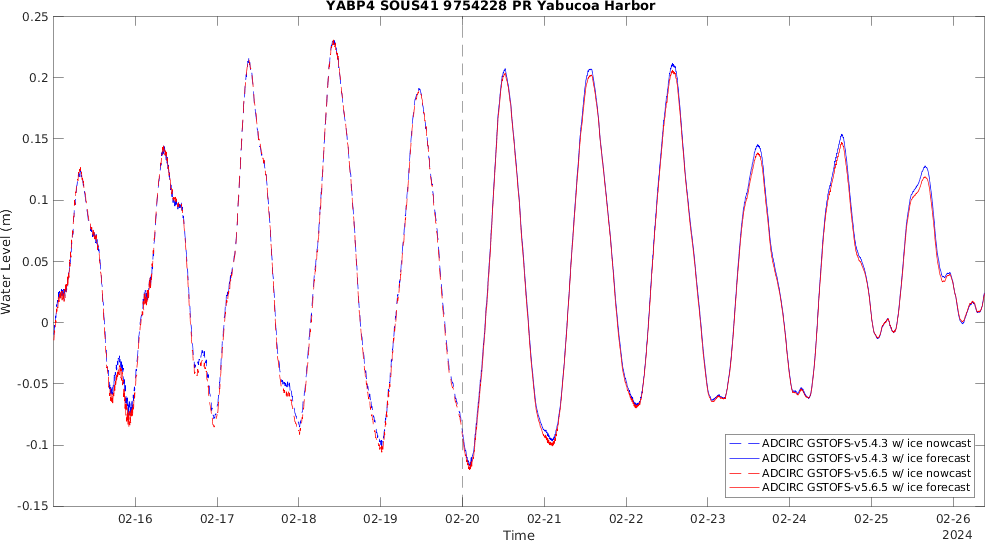 YABP4 SOUS41 9754228 PR Yabucoa Harbor
Water Level (m)
0.25
0.2
0.15
0.1
0.05
0
-0.05
-0.1
-0.15
02-16 02-17 02-18 02-19 02-20 02-21 02-22 02-23 02-24 02-25 02-26
Time
2024
ADCIRC GSTOFS-v5.4.3 w/ ice nowcast
ADCIRC GSTOFS-v5.4.3 w/ ice forecast
ADCIRC GSTOFS-v5.6.5 w/ ice nowcast
ADCIRC GSTOFS-v5.6.5 w/ ice forecast